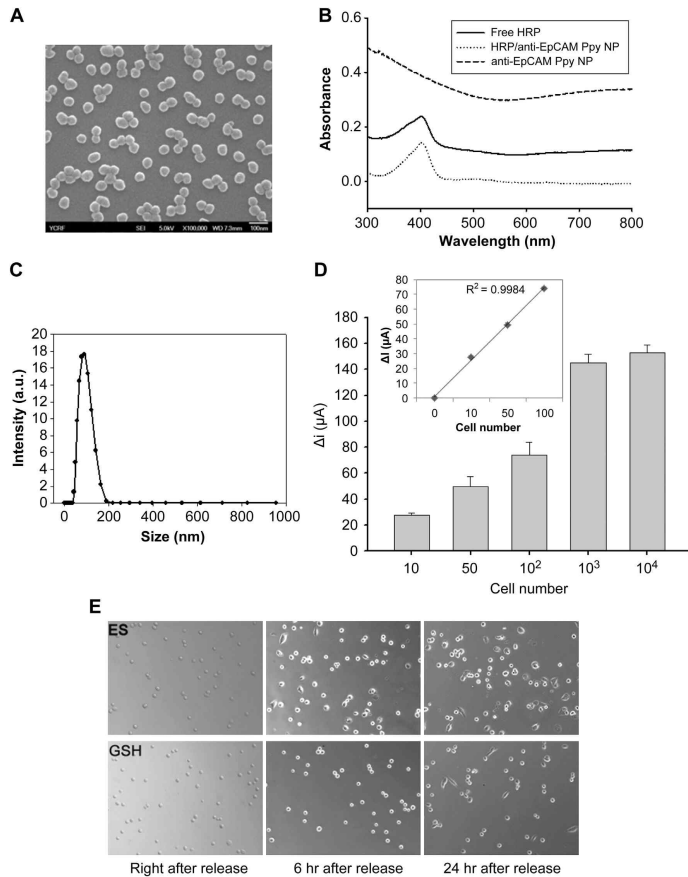 A
YCRF SEI 5.0kV X100,000 WD 7.3mm 100nm
B
Absorbance
0.6
0.4
0.2
0.0
Free HRP
HRP/anti-EpCAM Ppy NP
anti-EpCAM Ppy NP
300 400 500 600 700 800
Wavelength (nm)
C
Intensity (a.u.)
20
18
16
14
12
10
8
6
4
2
0
0 200 400 600 800 1000
Size (nm)
D
Δi (µA)
180
160
140
120
100
80
60
40
20
0
ΔI (µA)
80
70
60
50
40
30
20
10
0
R² = 0.9984
0 10 50 100
Cell number
10 50 10² 10³ 10⁴
Cell number
E
ES
GSH
Right after release 6 hr after release 24 hr after release